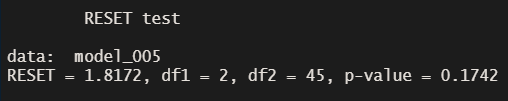 RESET test
data: model_005
RESET = 1.8172, df1 = 2, df2 = 45, p-value = 0.1742